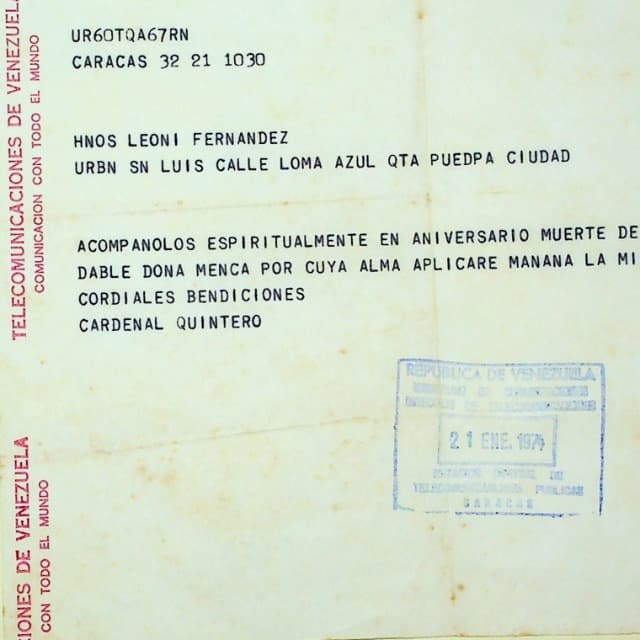 UR60TQA67RN
CARACAS 32 21 1030
HNOS LEONI FERNANDEZ
URBN SN LUIS CALLE LOMA AZUL QTA PUEDPA CIUDAD
ACOMPANOLOS ESPIRITUALMENTE EN ANIVERSARIO MUERTE DE
DABLE DONA MENCA POR CUYA ALMA APLICARE MANANA LA MI
CORDIALES BENDICIONES
CARDENAL QUINTERO
TELECOMUNICACIONES DE VENEZUELA
COMUNICACION CON TODO EL MUNDO
IONES DE VENEZUELA
CON TODO EL MUNDO
REPUBLICA DE VENEZUELA
21 ENE. 1974
TELECOMUNICACIONES PUBLICAS
CARACAS